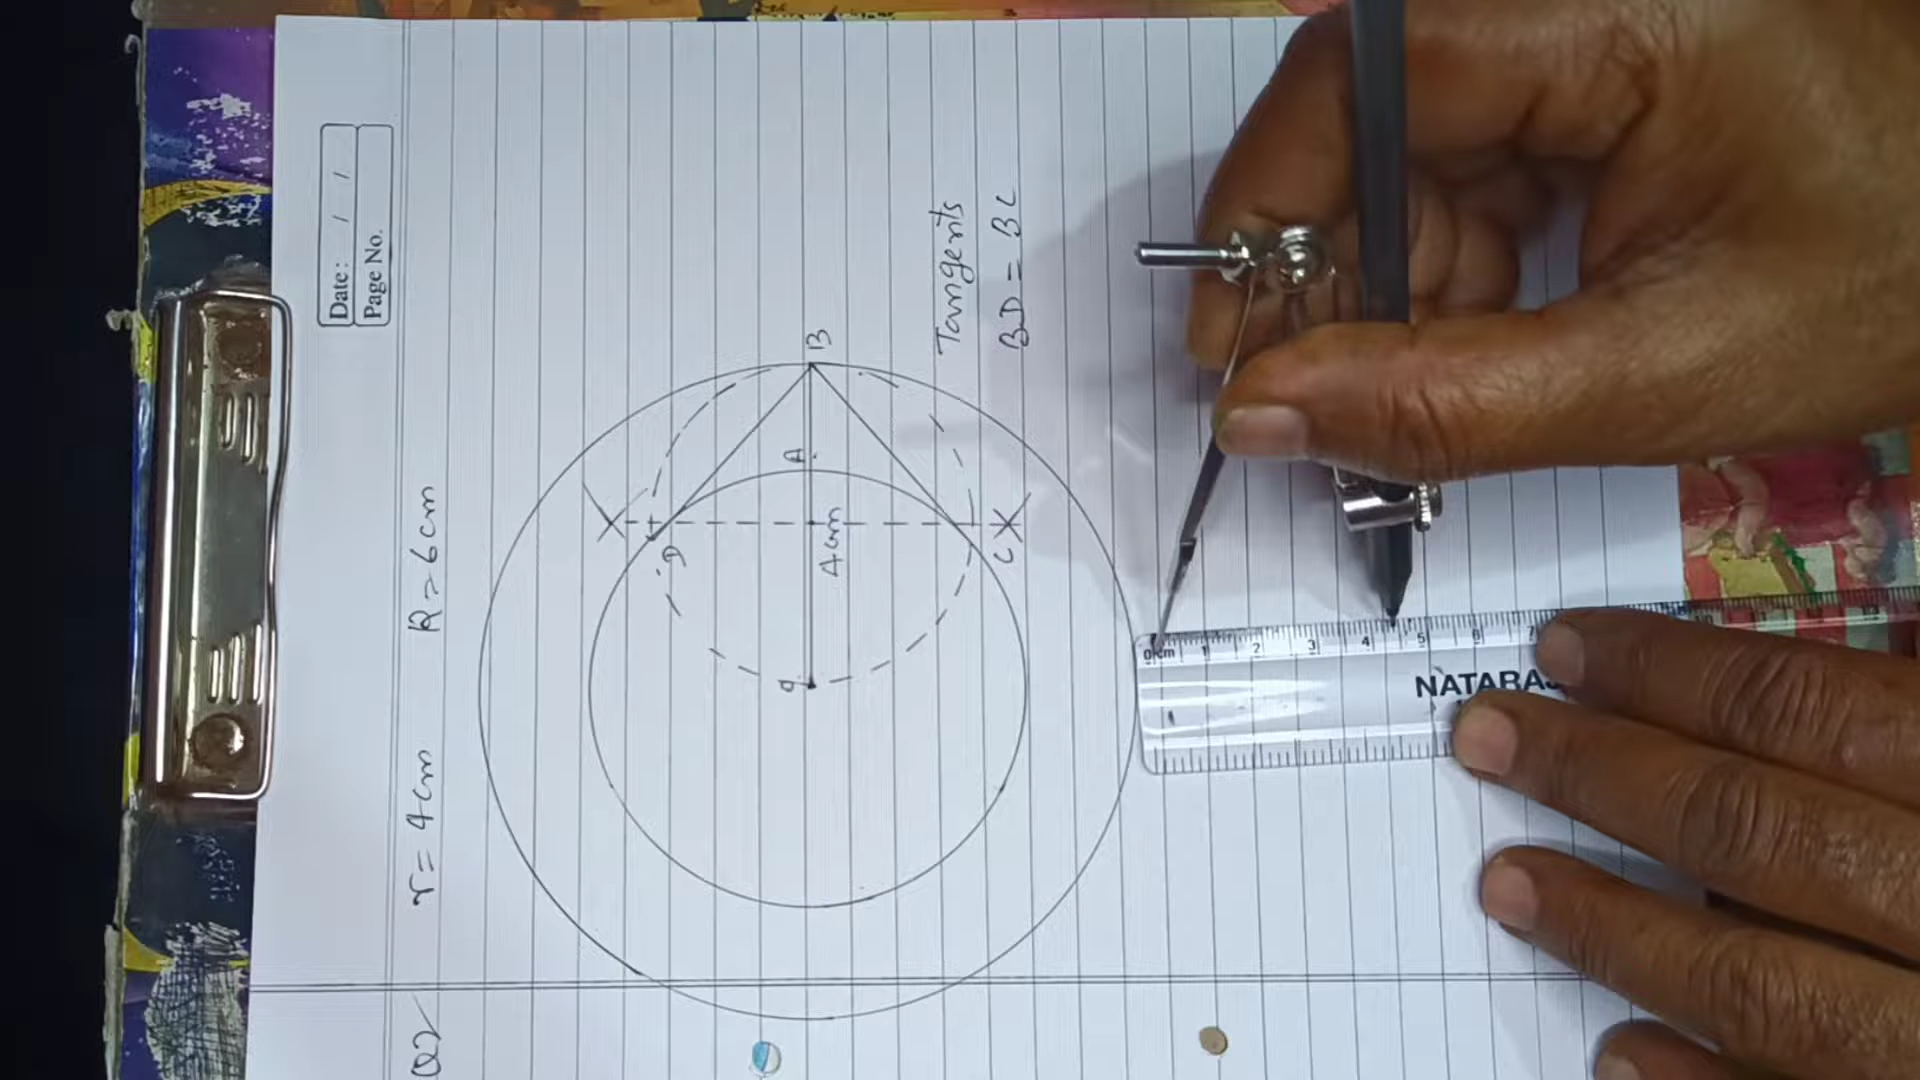 Date: / /
Page No.
Q2 r = 4cm R = 6cm
B
A
4cm
D
C
Tangents
BD = BC
0 cm 1 2 3 4 5 6 7
NATARAJ